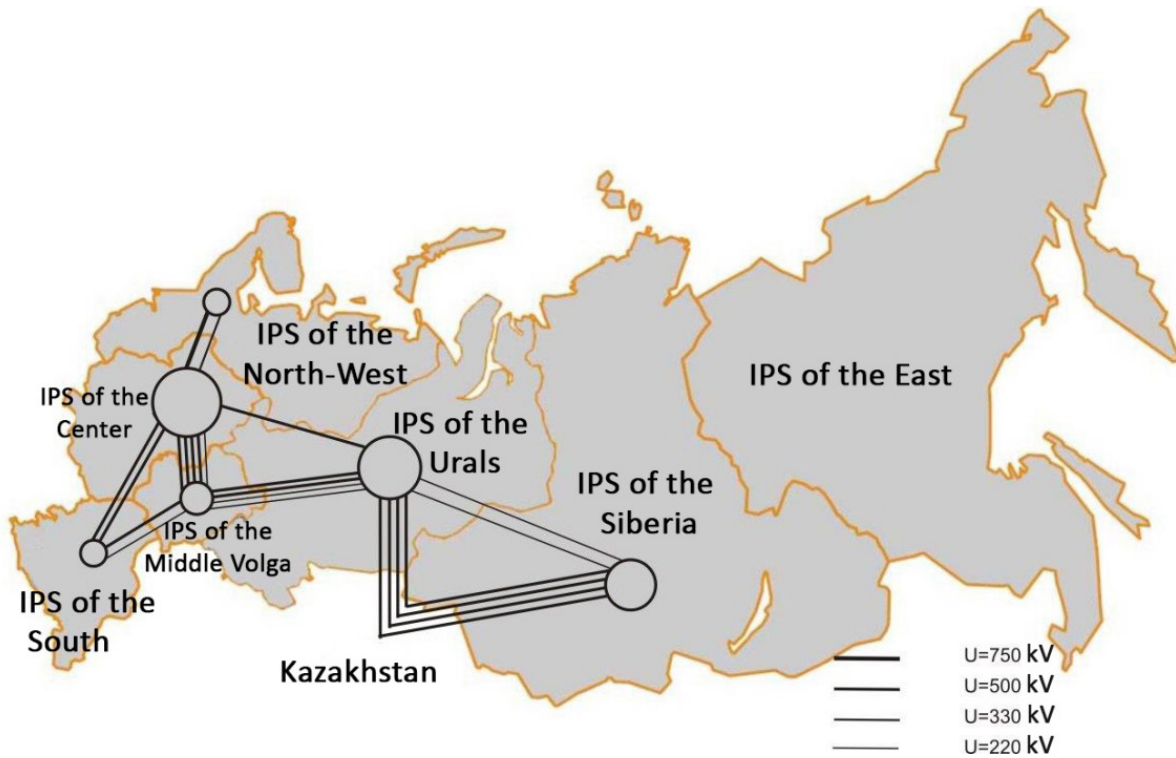 IPS of the
North-West
IPS of the
Center
IPS of the East
IPS of the
Urals
IPS of the
Siberia
IPS of the
Middle Volga
IPS of the
South
Kazakhstan
U=750 kV
U=500 kV
U=330 kV
U=220 kV